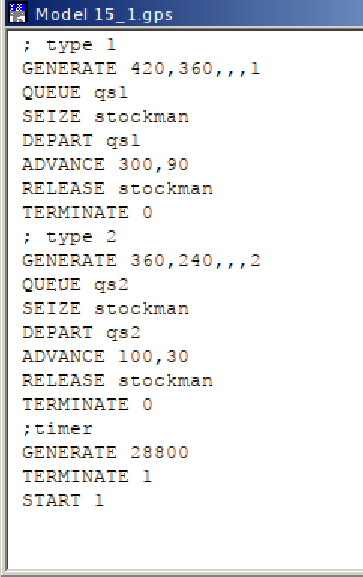 Model 15_1.gps
; type 1
GENERATE 420,360,,,1
QUEUE qs1
SEIZE stockman
DEPART qs1
ADVANCE 300,90
RELEASE stockman
TERMINATE 0
; type 2
GENERATE 360,240,,,2
QUEUE qs2
SEIZE stockman
DEPART qs2
ADVANCE 100,30
RELEASE stockman
TERMINATE 0
;timer
GENERATE 28800
TERMINATE 1
START 1